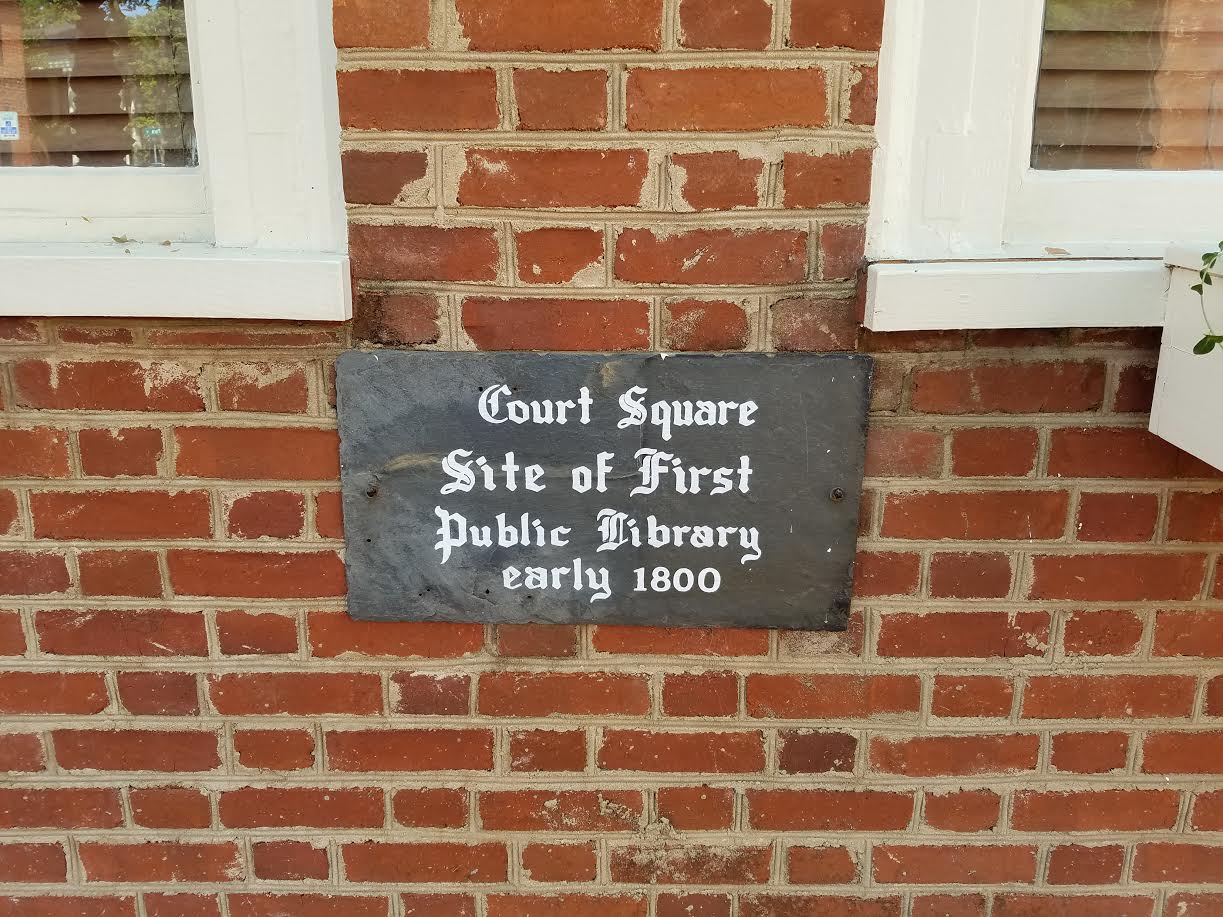 Court Square
Site of First
Public Library
early 1800